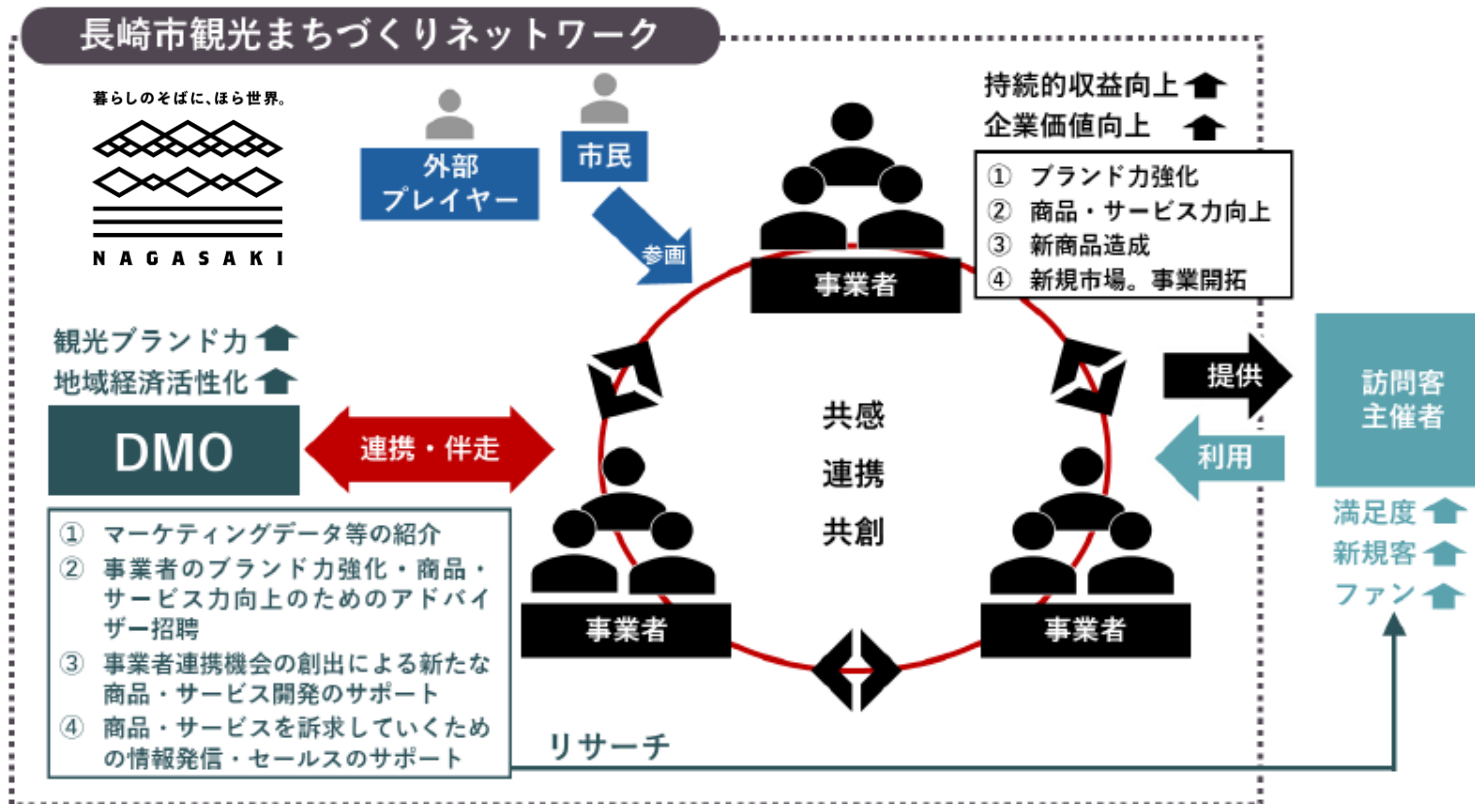 長崎市観光まちづくりネットワーク
暮らしのそばに、ほら世界。
NAGASAKI
外部
プレイヤー
市民
参画
持続的収益向上
企業価値向上
① ブランド力強化
② 商品・サービス力向上
③ 新商品造成
④ 新規市場。事業開拓
事業者
観光ブランド力
地域経済活性化
DMO
連携・伴走
共感
連携
共創
提供
利用
訪問客
主催者
満足度
新規客
ファン
① マーケティングデータ等の紹介
② 事業者のブランド力強化・商品・
サービス力向上のためのアドバイ
ザー招聘
③ 事業者連携機会の創出による新たな
商品・サービス開発のサポート
④ 商品・サービスを訴求していくため
の情報発信・セールスのサポート
事業者
事業者
リサーチ